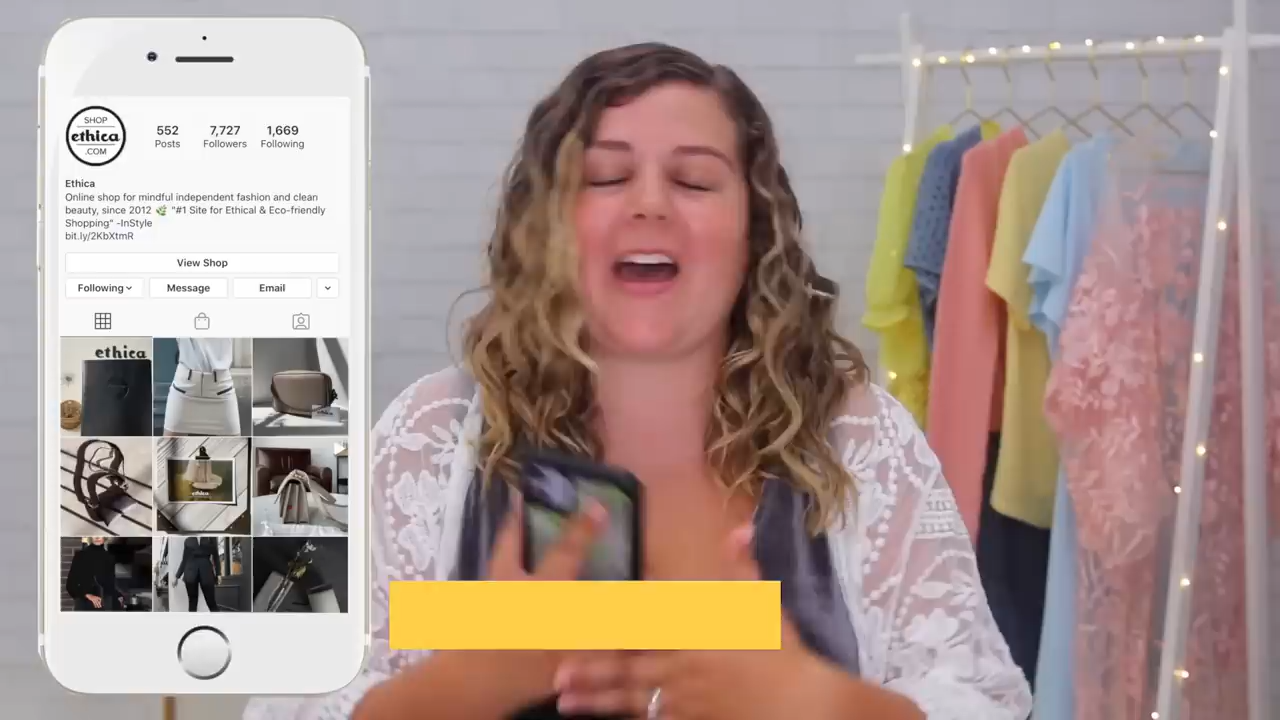 SHOP
ethica
.COM
552 7,727 1,669
Posts Followers Following
Ethica
Online shop for mindful independent fashion and clean
beauty, since 2012 🌿 "#1 Site for Ethical & Eco-friendly
Shopping" -InStyle
bit.ly/2KbXtmR
View Shop
Following Message Email
ethica
ethica